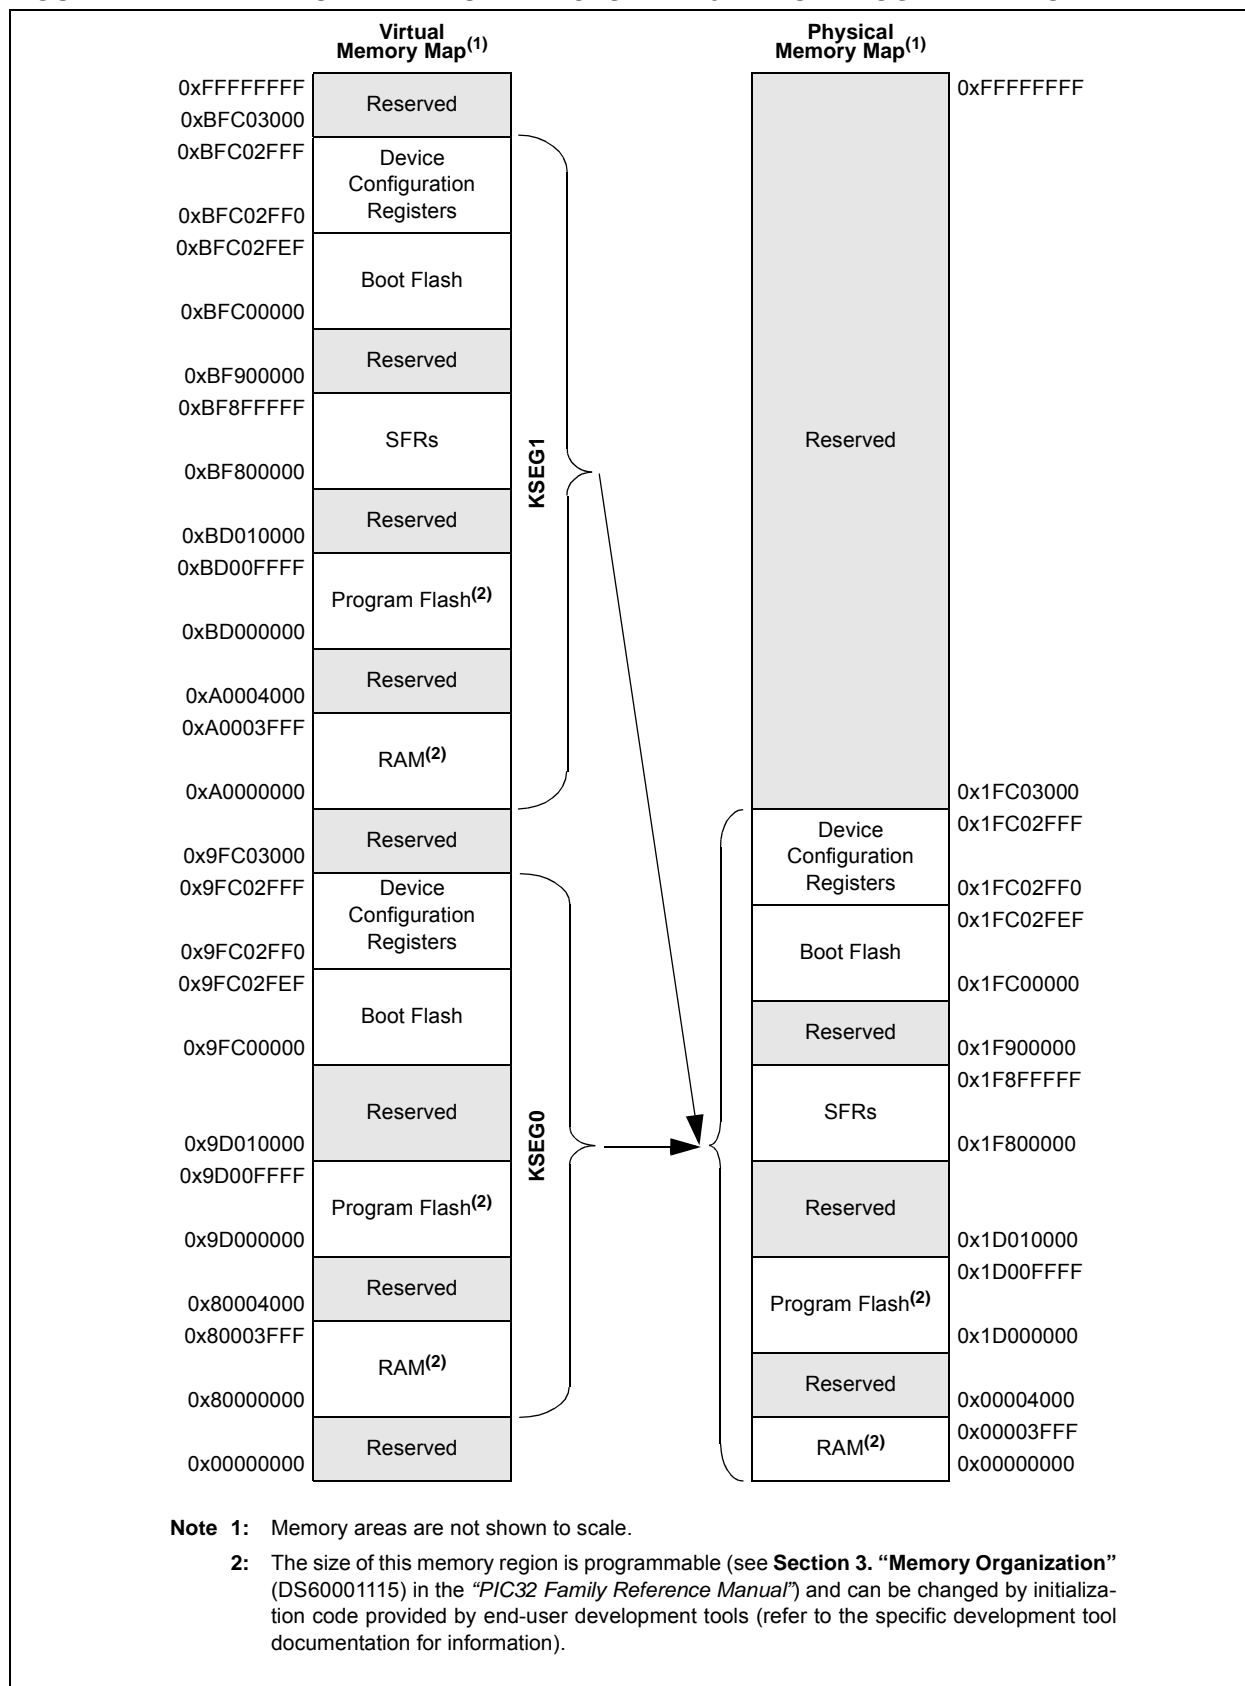 Virtual
Memory Map(1)
Physical
Memory Map(1)
0xFFFFFFFF
Reserved
0xBFC03000
0xBFC02FFF
Device
Configuration
Registers
0xBFC02FF0
0xBFC02FEF
Boot Flash
0xBFC00000
Reserved
0xBF900000
0xBF8FFFFF
SFRs
0xBF800000
Reserved
0xBD010000
0xBD00FFFF
Program Flash(2)
0xBD000000
Reserved
0xA0004000
0xA0003FFF
RAM(2)
0xA0000000
Reserved
0x9FC03000
0x9FC02FFF
Device
Configuration
Registers
0x9FC02FF0
0x9FC02FEF
Boot Flash
0x9FC00000
Reserved
0x9D010000
0x9D00FFFF
Program Flash(2)
0x9D000000
Reserved
0x80004000
0x80003FFF
RAM(2)
0x80000000
Reserved
0x00000000
KSEG1
KSEG0
0xFFFFFFFF
Reserved
0x1FC03000
0x1FC02FFF
Device
Configuration
Registers
0x1FC02FF0
0x1FC02FEF
Boot Flash
0x1FC00000
Reserved
0x1F900000
0x1F8FFFFF
SFRs
0x1F800000
Reserved
0x1D010000
0x1D00FFFF
Program Flash(2)
0x1D000000
Reserved
0x00004000
0x00003FFF
RAM(2)
0x00000000
Note 1: Memory areas are not shown to scale.
2: The size of this memory region is programmable (see Section 3. “Memory Organization”
(DS60001115) in the “PIC32 Family Reference Manual”) and can be changed by initializa-
tion code provided by end-user development tools (refer to the specific development tool
documentation for information).